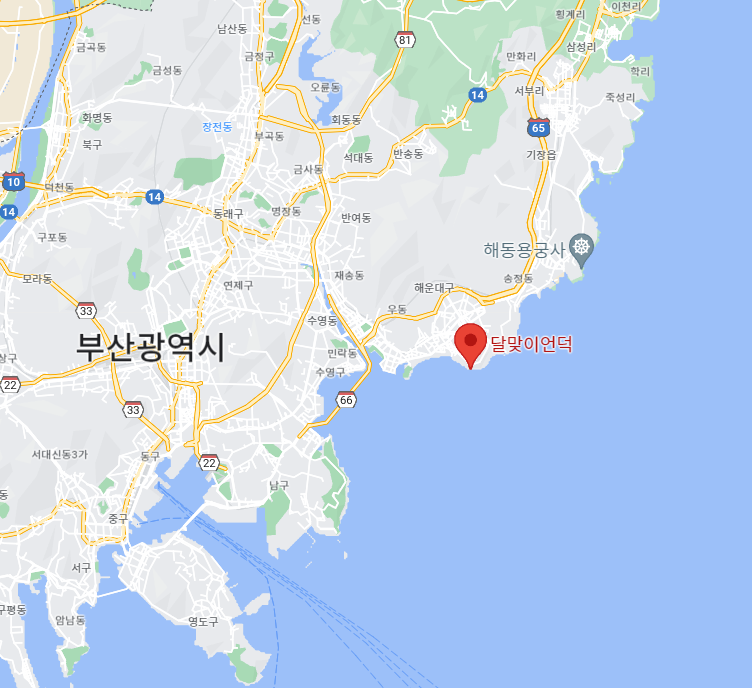 이천리
횡계리
선동
남산동
81
삼성리
금곡동
금정구
만화리
학리
금성동
오륜동
14
서부리
죽성리
화명동
장전동
회동동
65
부곡동
북구
석대동
반송동
기장읍
금사동
10
덕천동
14
14
동래구
명장동
반여동
구포동
해동용궁사
재송동
송정동
모라동
연제구
해운대구
33
우동
수영동
부산광역시
달맞이언덕
민락동
상구
수영구
22
66
33
서대신동3가
동구
22
남구
동
중구
서구
구평동
암남동
영도구